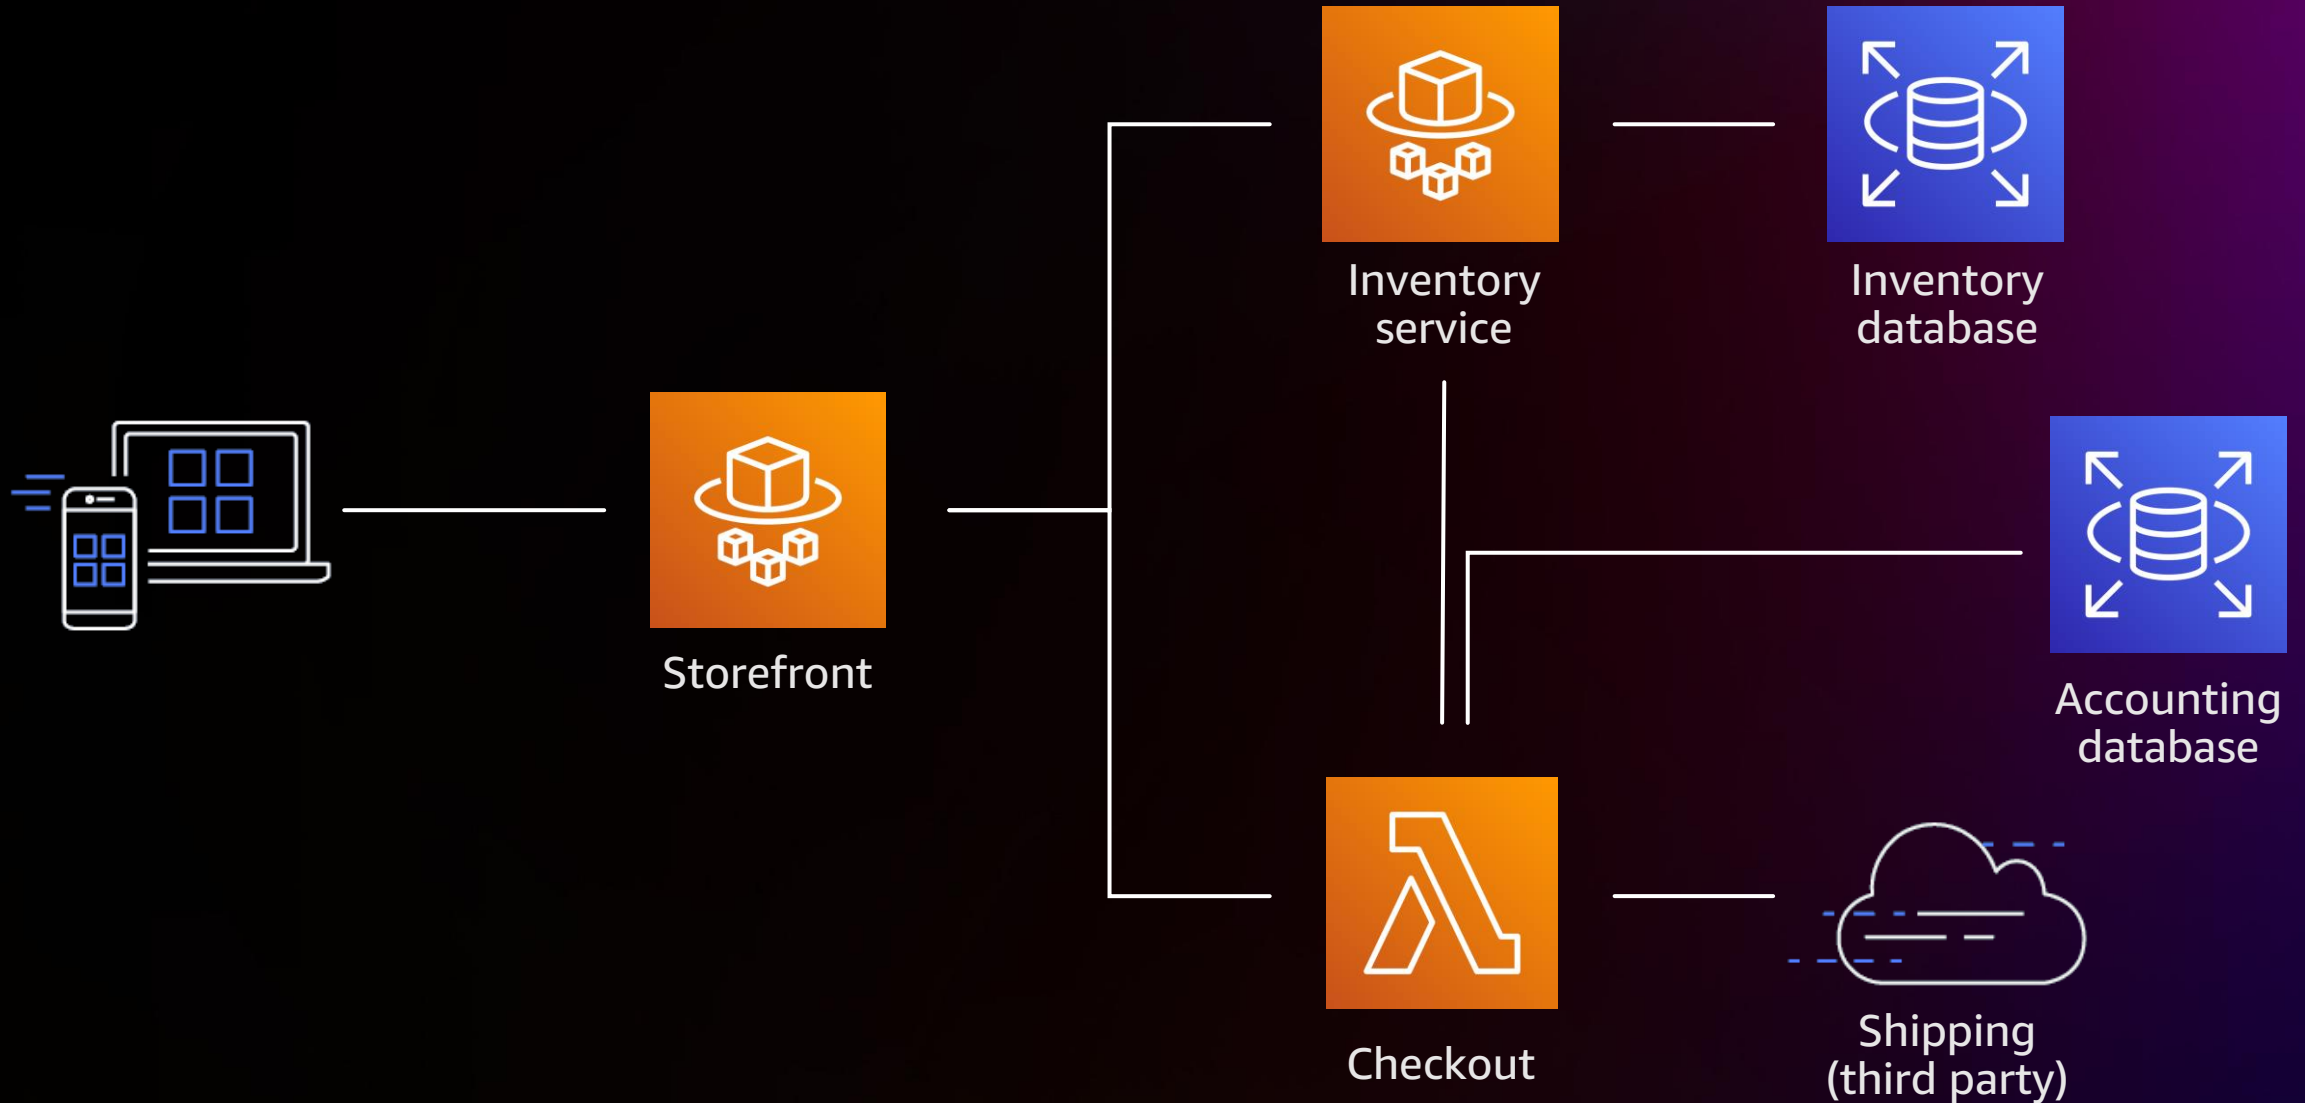 Inventory
service
Inventory
database
Storefront
Accounting
database
Checkout
Shipping
(third party)